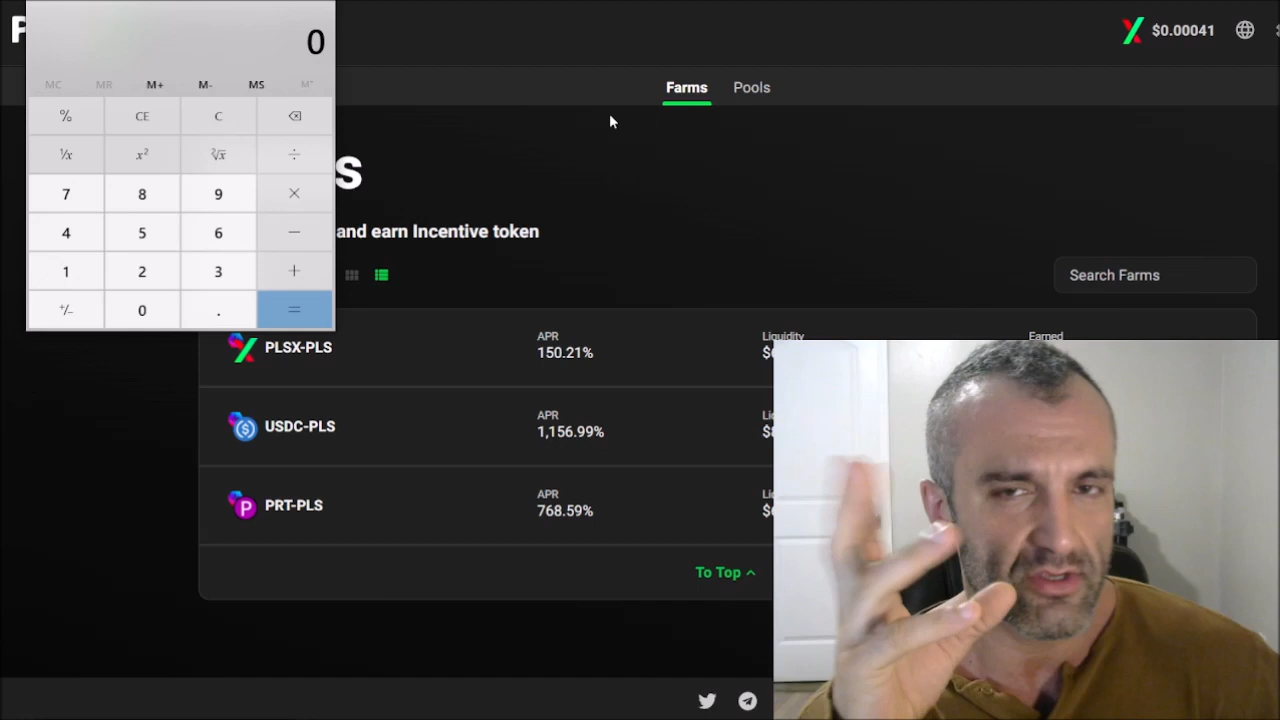 P
$0.00041
0
MC MR M+ M- MS M˅
Farms Pools
% CE C
¹/x x² ²√x ÷
7 8 9 ×
4 5 6 −
1 2 3 +
+/− 0 . =
s
and earn Incentive token
Search Farms
PLSX-PLS
APR
150.21%
Liquidity
Earned
USDC-PLS
APR
1,156.99%
PRT-PLS
APR
768.59%
To Top